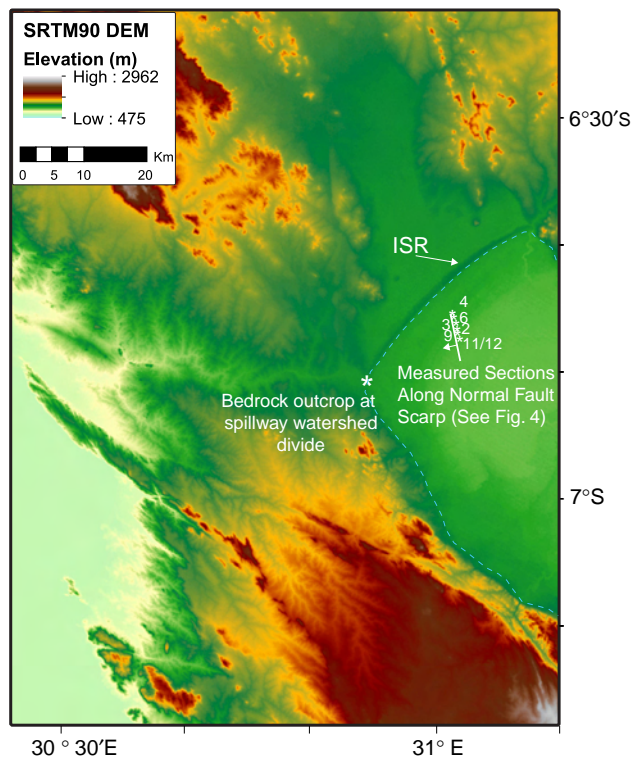 SRTM90 DEM
Elevation (m)
High : 2962
Low : 475
Km
0 5 10 20
6°30′S
ISR
4
6
3
2
9
11/12
*
Measured Sections
Along Normal Fault
Scarp (See Fig. 4)
Bedrock outcrop at
spillway watershed
divide
7°S
30 ° 30′E
31° E